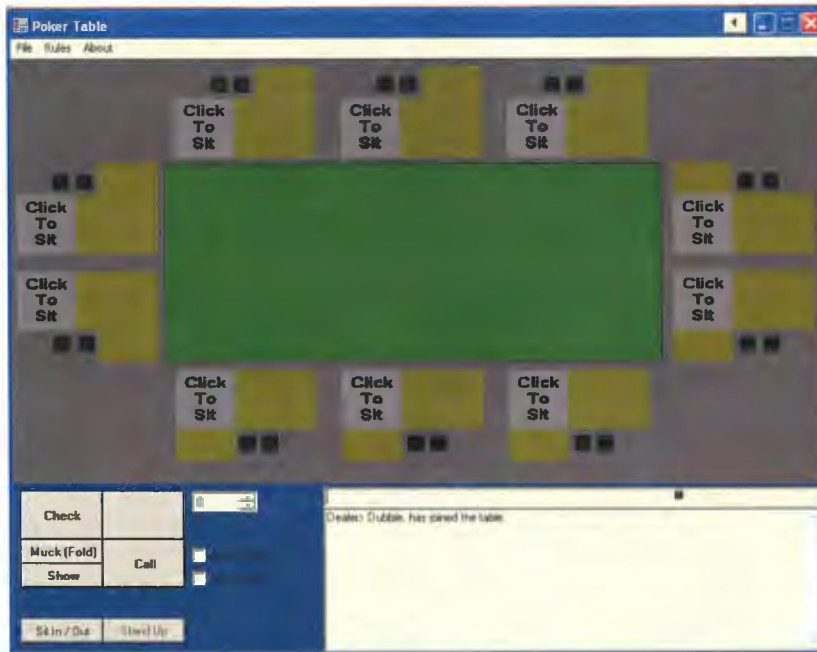 Poker Table
File Rules About
Click
To
Sit
Click
To
Sit
Click
To
Sit
Click
To
Sit
Click
To
Sit
Click
To
Sit
Click
To
Sit
Click
To
Sit
Click
To
Sit
Click
To
Sit
Check
Muck (Fold)
Call
Show
Sit In / Out
Stand Up
Dealer: Dubble, has joined the table.